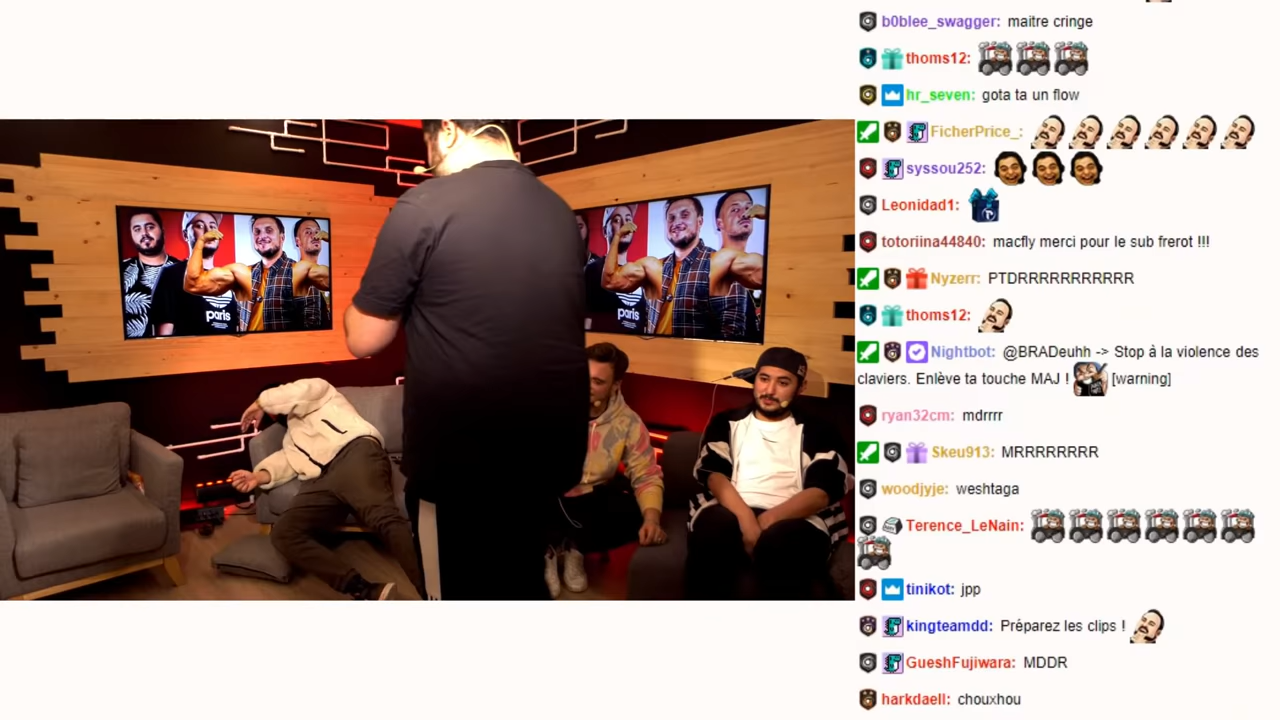 b0blee_swagger: maitre cringe
thoms12:
hr_seven: gota ta un flow
FicherPrice_:
syssou252:
Leonidad1:
totoriina44840: macfly merci pour le sub frerot !!!
Nyzerr: PTDRRRRRRRRRRR
thoms12:
Nightbot: @BRADeuhh -> Stop à la violence des
claviers. Enlève ta touche MAJ ! [warning]
ryan32cm: mdrrrr
Skeu913: MRRRRRRRR
woodjyje: weshtaga
Terence_LeNain:
tinikot: jpp
kingteamdd: Préparez les clips !
GueshFujiwara: MDDR
harkdaell: chouxhou
paris
paris